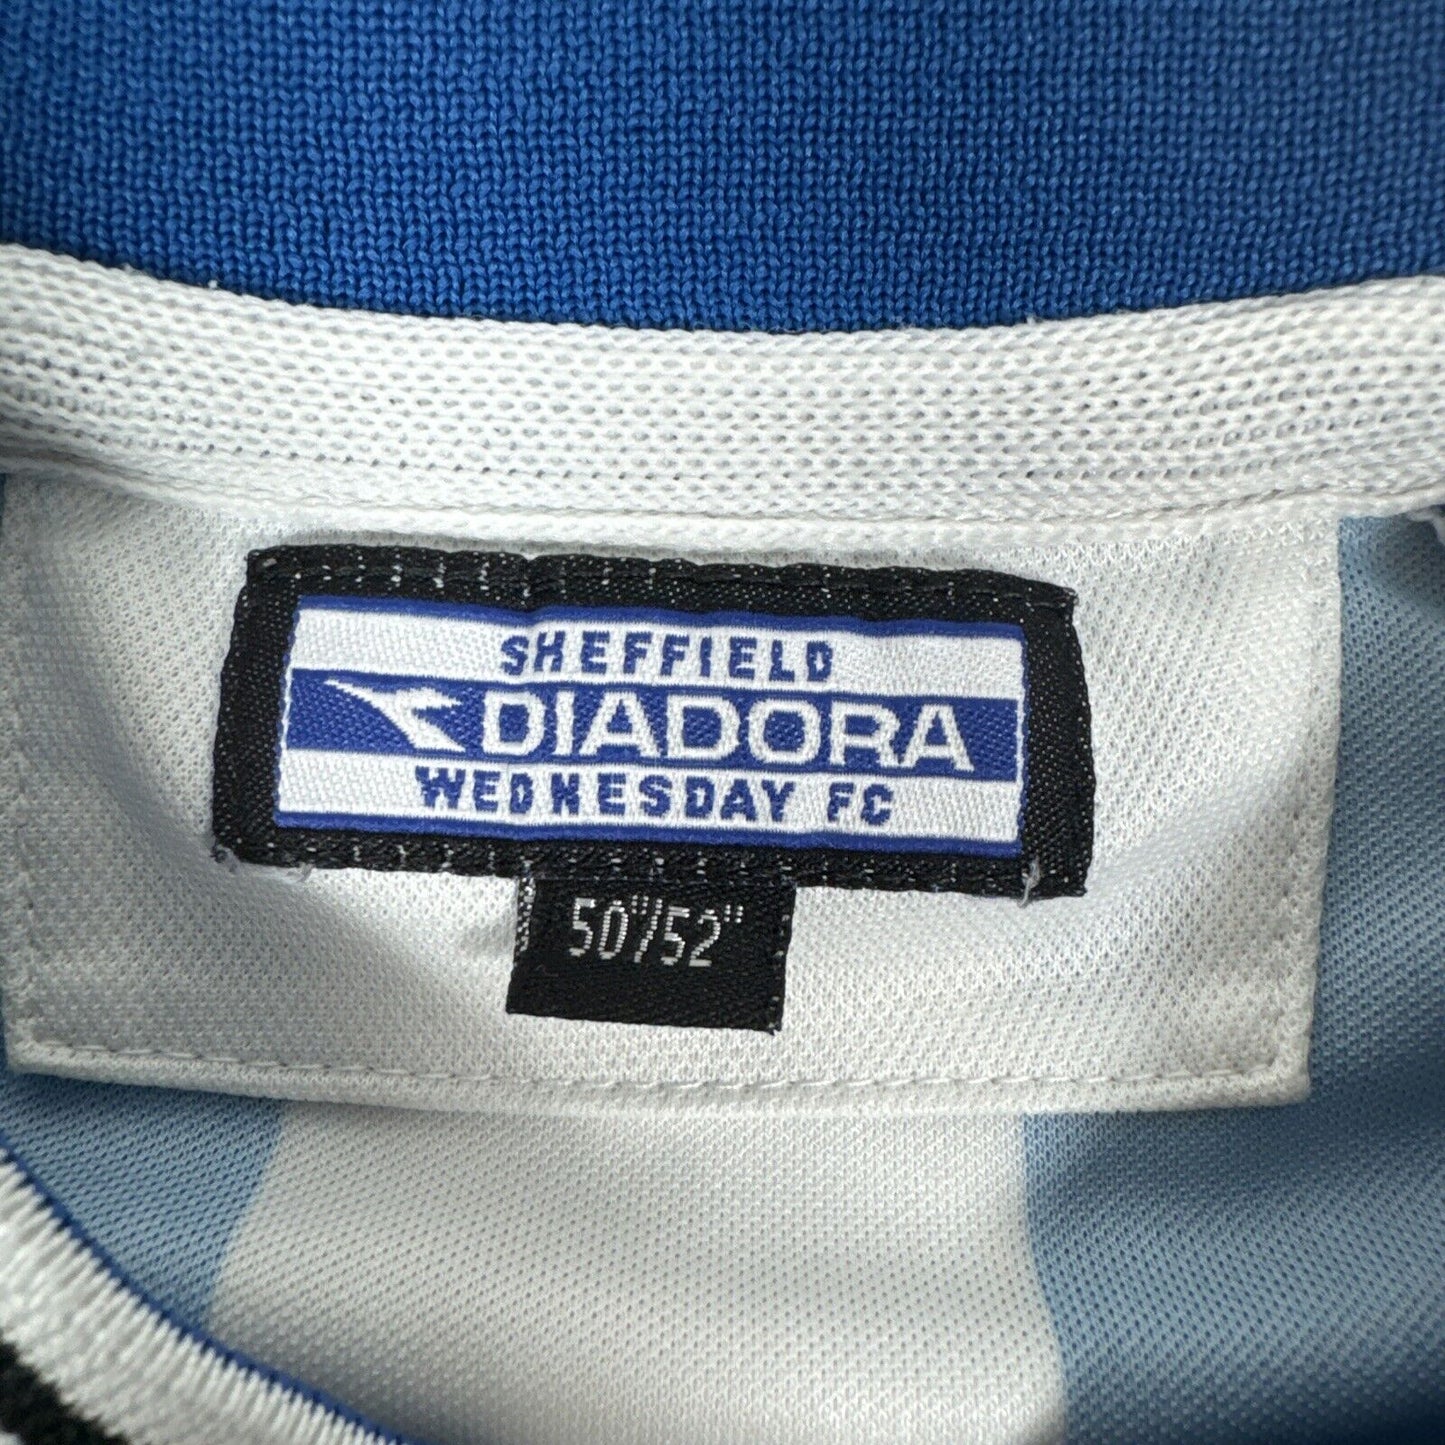 SHEFFIELD
DIADORA
WEDNESDAY FC
50"/52"